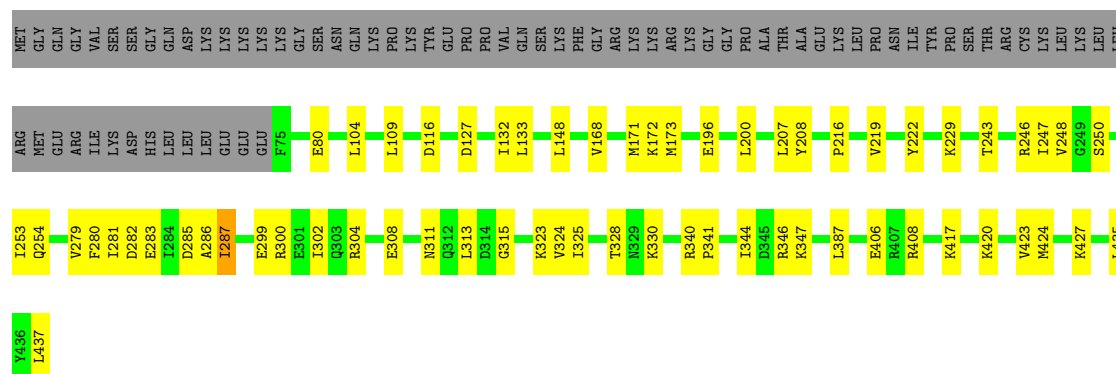 MET GLY GLN GLY VAL SER SER GLY GLN ASP LYS LYS LYS LYS LYS GLY SER ASN GLN LYS PRO LYS TYR GLU PRO PRO VAL GLN SER LYS PHE GLY ARG LYS LYS ARG LYS GLY GLY PRO ALA THR ALA GLU LYS LEU PRO ASN ILE TYR PRO SER THR ARG CYS LYS LEU LYS LEU
ARG MET GLU ARG ILE LYS ASP ASP HIS LEU LEU LEU GLU GLU GLU F75 E80 L104 L109 D116 D127 I132 L133 L148 V168 M171 K172 M173 E196 L200 L207 Y208 P216 V219 Y222 K229 T243 R246 I247 V248 G249 S250
I253 Q254 V279 F280 I281 D282 E283 I284 D285 A286 I287 E299 R300 E301 I302 Q303 R304 E308 N311 Q312 L313 D314 G315 K323 V324 I325 T328 N329 K330 R340 P341 I344 D345 R346 K347 L387 E406 R407 R408 K417 K420 V423 M424 K427 L435
Y436 L437